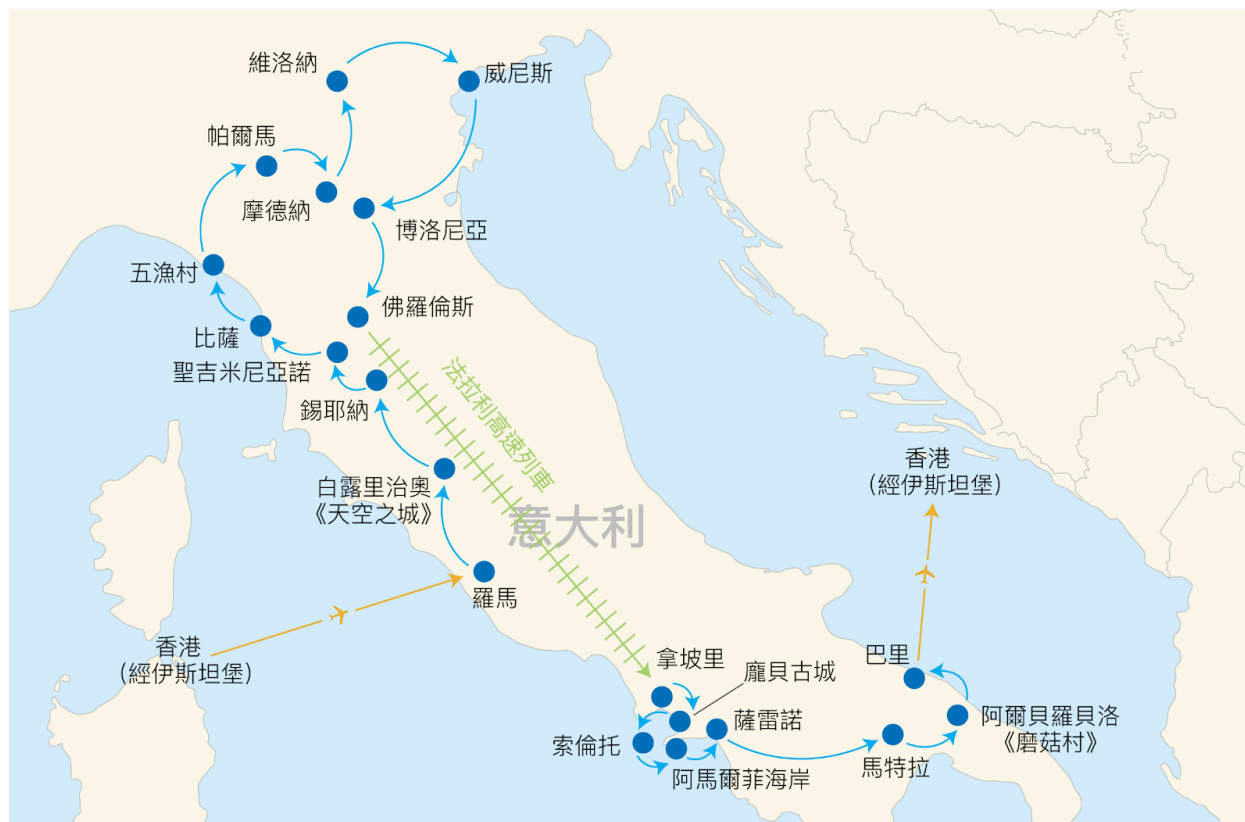 維洛納
威尼斯
帕爾馬
摩德納
博洛尼亞
五漁村
佛羅倫斯
比薩
聖吉米尼亞諾
錫耶納
法拉利高速列車
白露里治奧
《天空之城》
意大利
香港
(經伊斯坦堡)
羅馬
香港
(經伊斯坦堡)
拿坡里
龐貝古城
巴里
薩雷諾
阿爾貝羅貝洛
《磨菇村》
索倫托
馬特拉
阿馬爾菲海岸